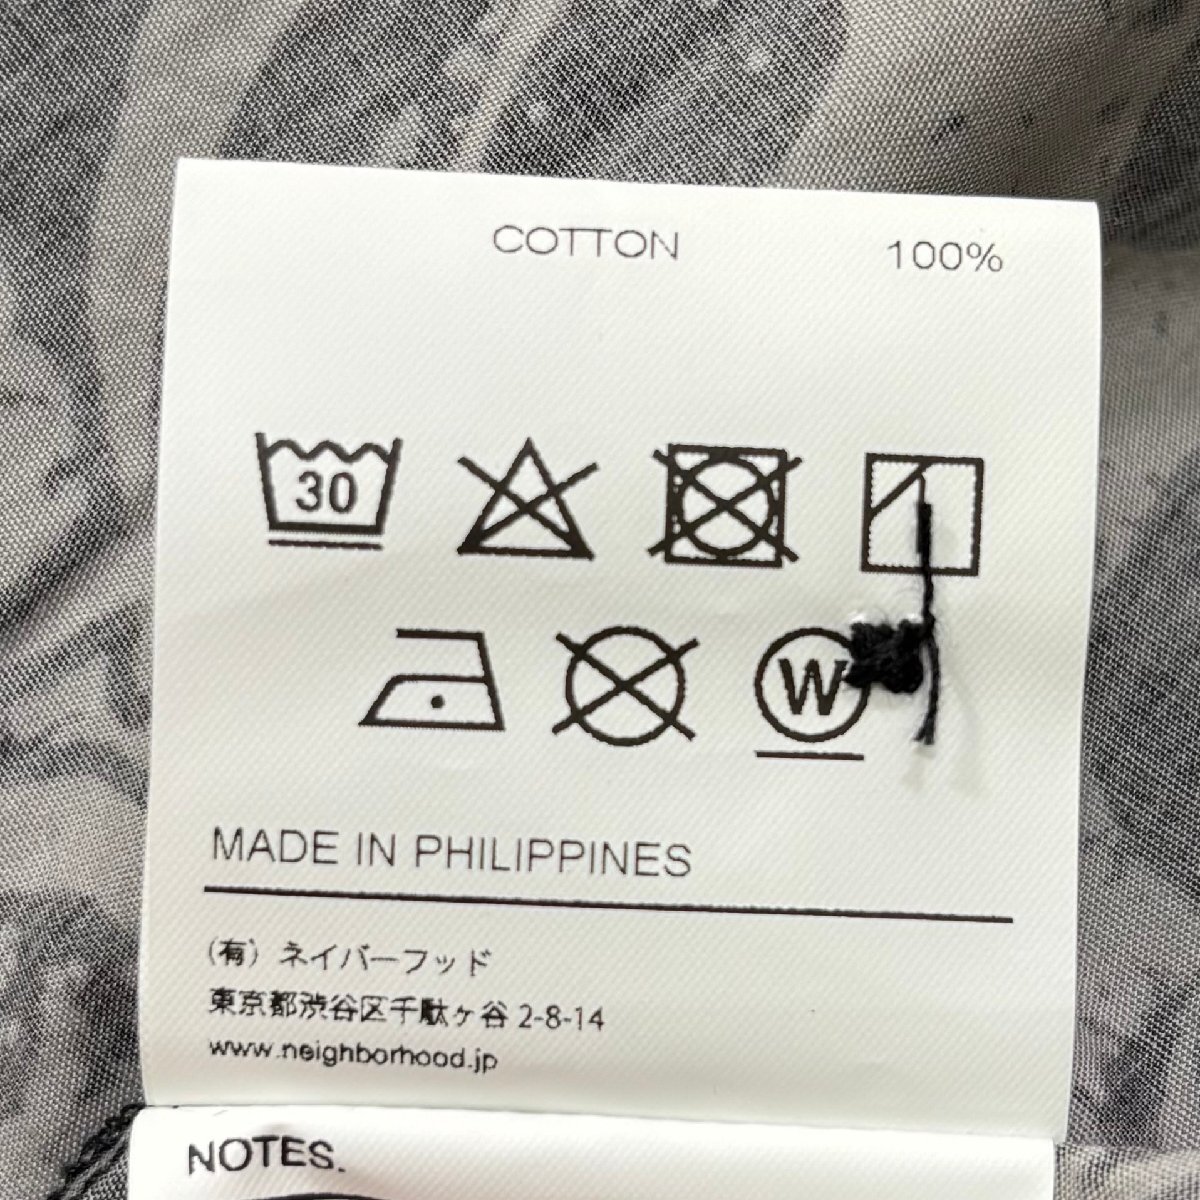 COTTON 100%
30
W
MADE IN PHILIPPINES
(有) ネイバーフッド
東京都渋谷区千駄ヶ谷 2-8-14
www.neighborhood.jp
NOTES.